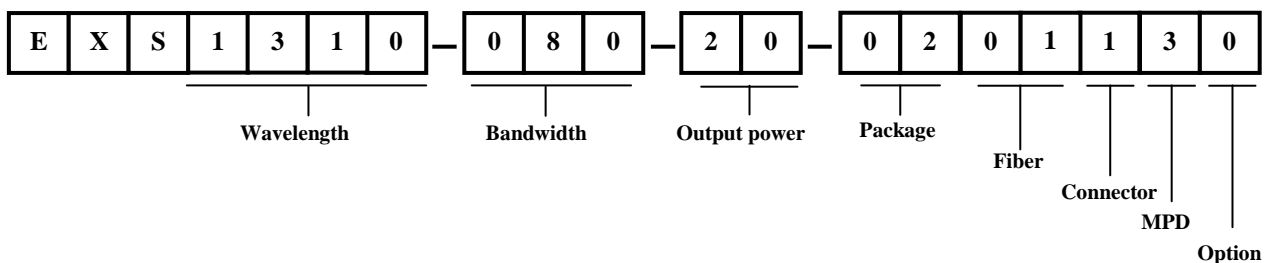 E X S 1 3 1 0 – 0 8 0 – 2 0 – 0 2 0 1 1 3 0
Wavelength Bandwidth Output power Package
Fiber
Connector
MPD
Option